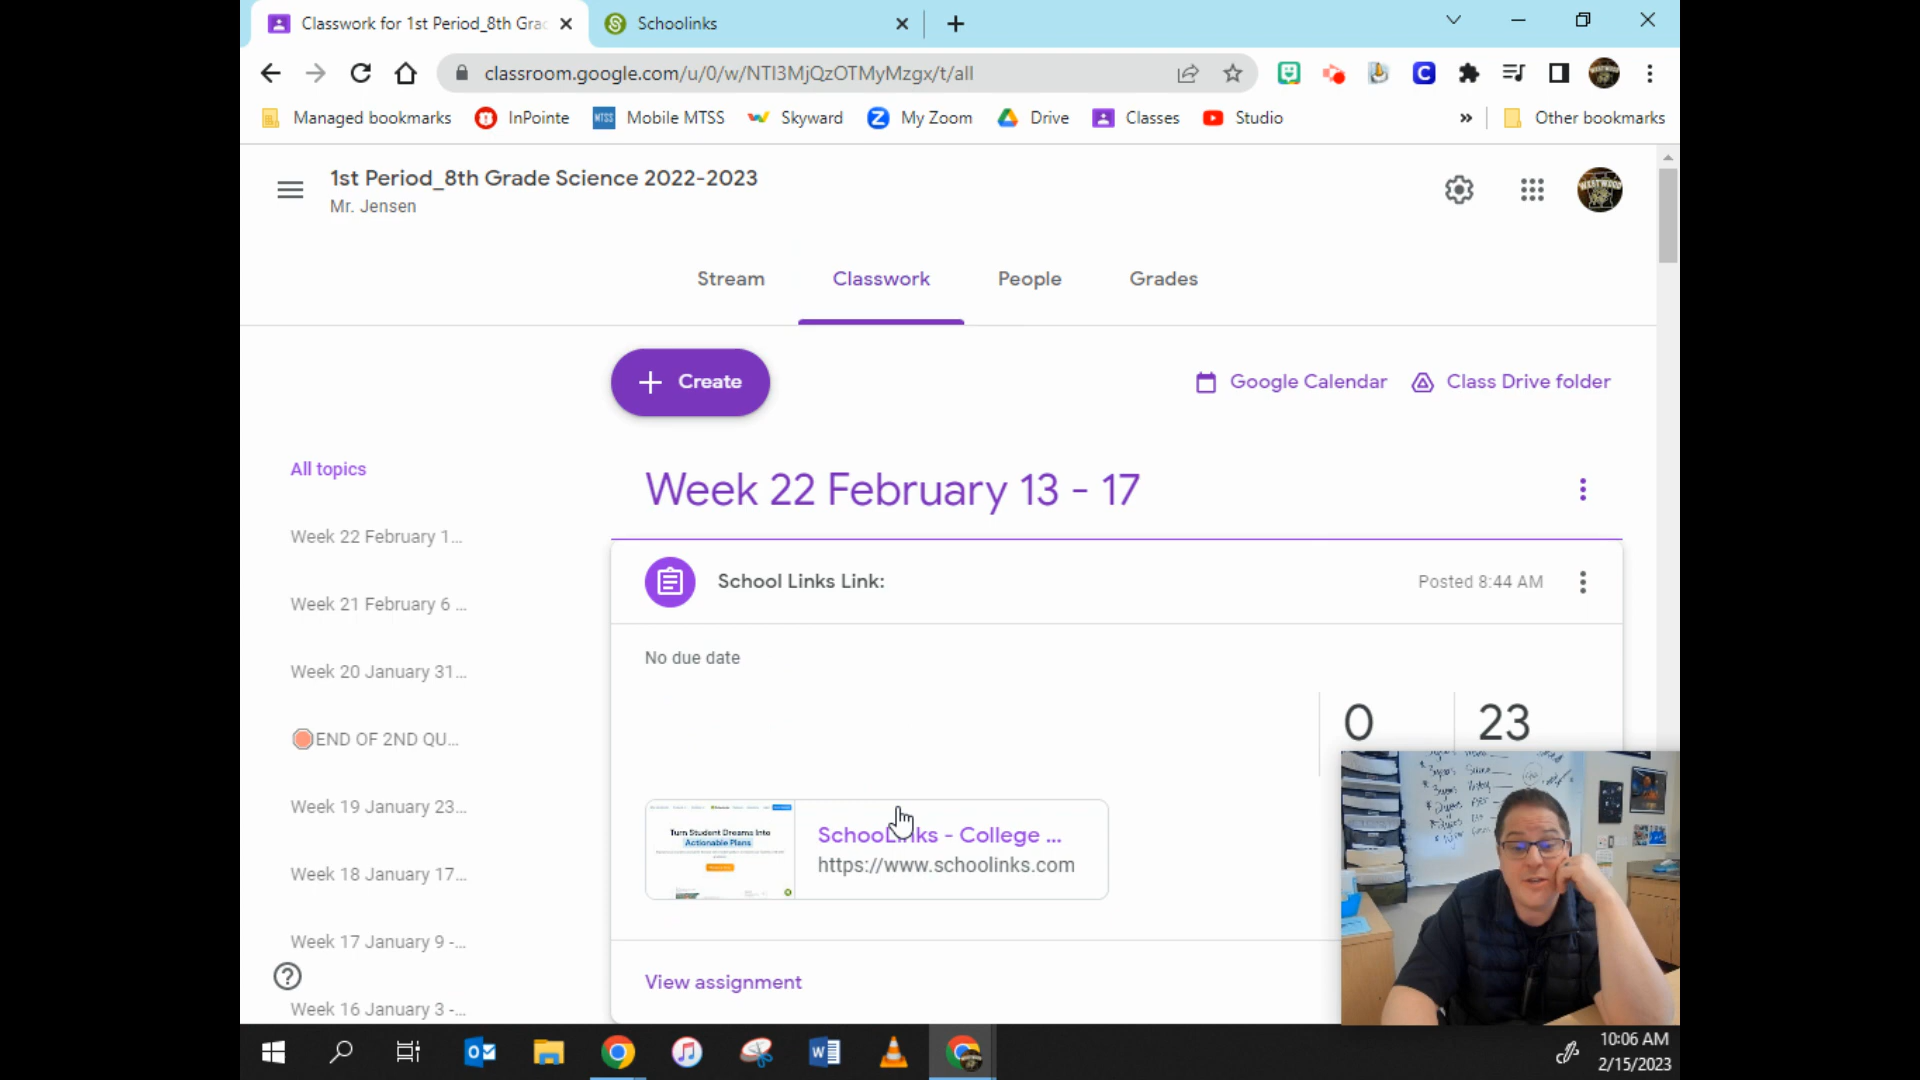 Classwork for 1st Period_8th Grad
Schoolinks
classroom.google.com/u/0/w/NTI3MjQzOTMyMzgx/t/all
Managed bookmarks
InPointe
MTSS
Mobile MTSS
Skyward
My Zoom
Drive
Classes
Studio
Other bookmarks
1st Period_8th Grade Science 2022-2023
Mr. Jensen
Stream
Classwork
People
Grades
Create
Google Calendar
Class Drive folder
All topics
Week 22 February 1...
Week 21 February 6 ...
Week 20 January 31...
END OF 2ND QU...
Week 19 January 23...
Week 18 January 17...
Week 17 January 9 -...
Week 16 January 3 -...
Week 22 February 13 - 17
School Links Link:
Posted 8:44 AM
No due date
0
23
Turn Student Dreams Into
Actionable Plans
SchooLinks - College ...
https://www.schoolinks.com
View assignment
10:06 AM
2/15/2023